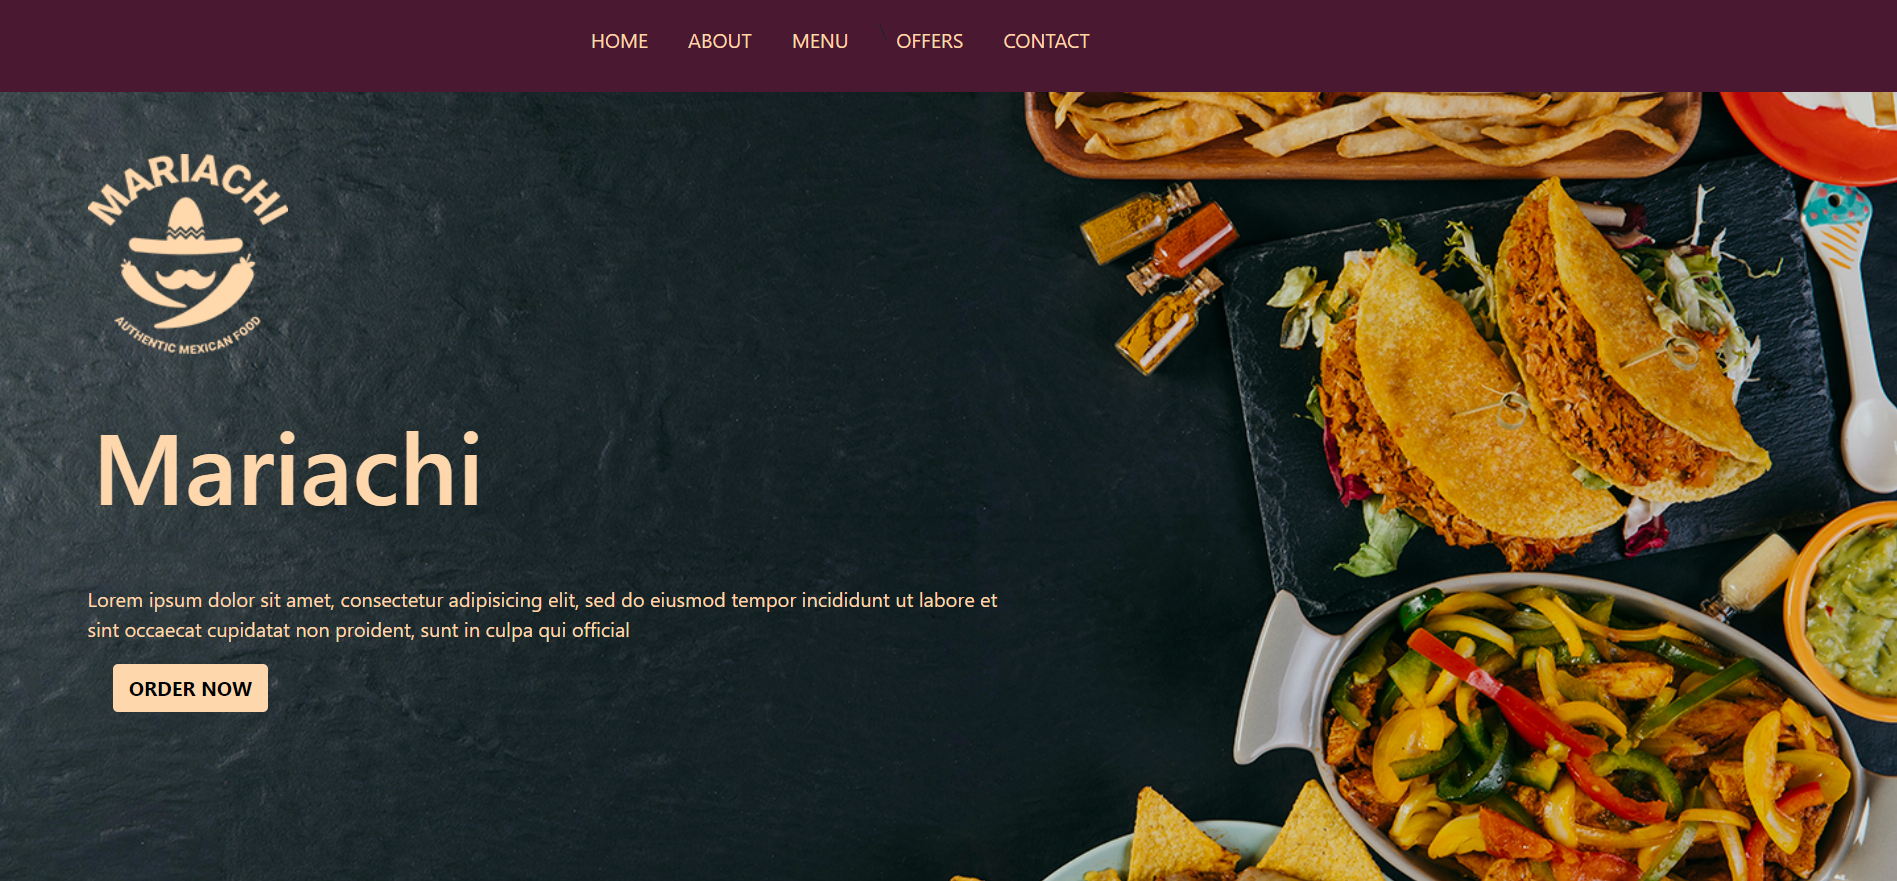 HOME ABOUT MENU OFFERS CONTACT
MARIACHI
AUTHENTIC MEXICAN FOOD
Mariachi
Lorem ipsum dolor sit amet, consectetur adipisicing elit, sed do eiusmod tempor incididunt ut labore et
sint occaecat cupidatat non proident, sunt in culpa qui official
ORDER NOW